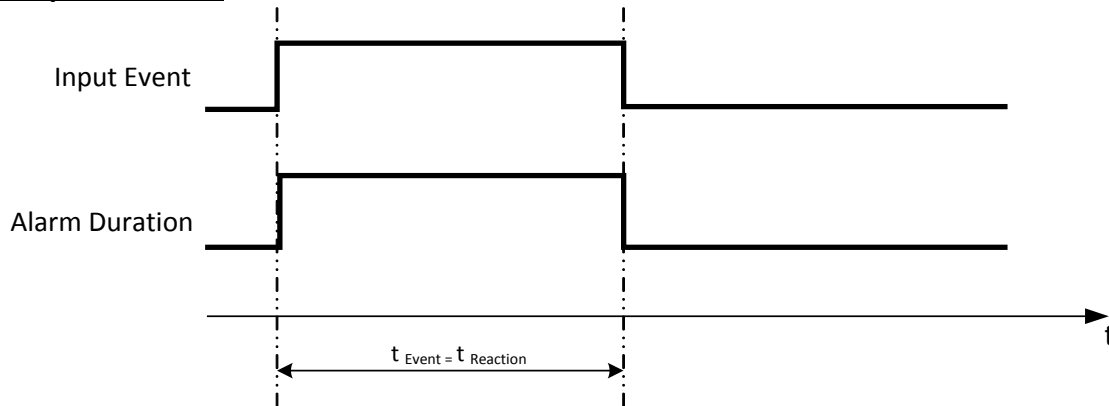 Input Event
Alarm Duration
t
t Event = t Reaction